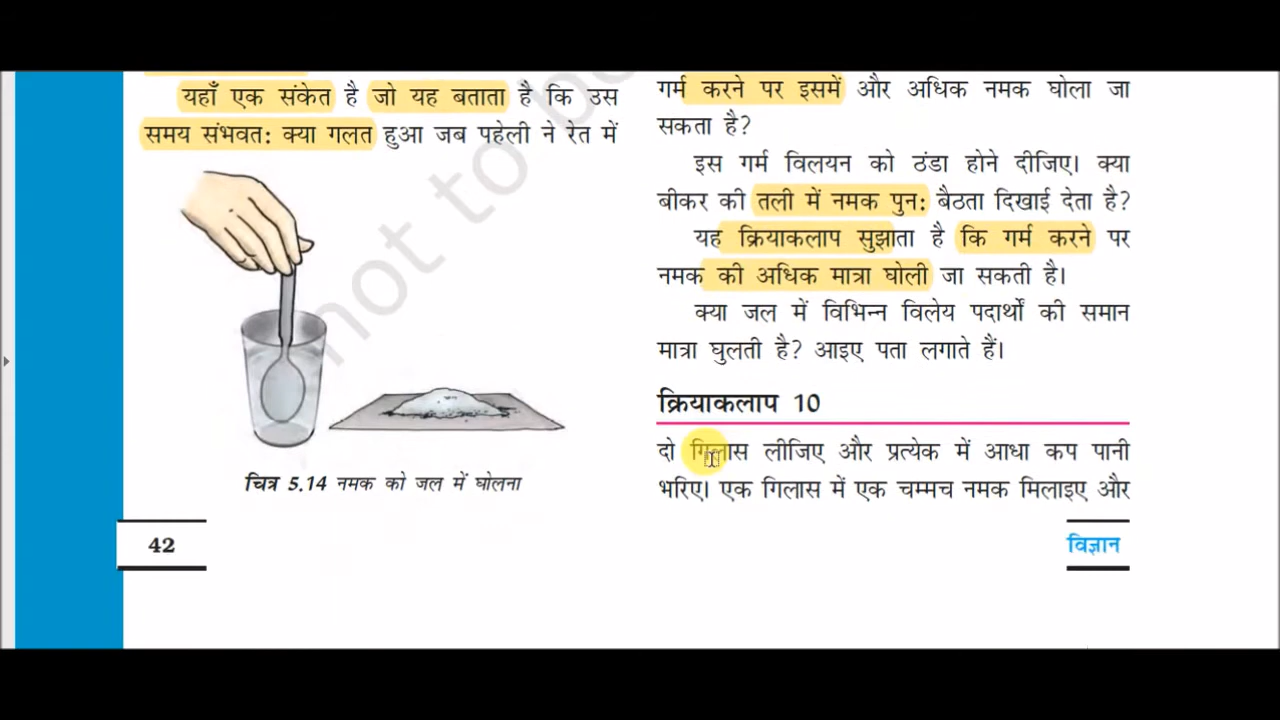 यहाँ एक संकेत है जो यह बताता है कि उस
समय संभवत: क्या गलत हुआ जब पहेली ने रेत में
चित्र 5.14 नमक को जल में घोलना
42
गर्म करने पर इसमें और अधिक नमक घोला जा
सकता है?
इस गर्म विलयन को ठंडा होने दीजिए। क्या
बीकर की तली में नमक पुन: बैठता दिखाई देता है?
यह क्रियाकलाप सुझाता है कि गर्म करने पर
नमक की अधिक मात्रा घोली जा सकती है।
क्या जल में विभिन्न विलेय पदार्थों की समान
मात्रा घुलती है? आइए पता लगाते हैं।
क्रियाकलाप 10
दो गिलास लीजिए और प्रत्येक में आधा कप पानी
भरिए। एक गिलास में एक चम्मच नमक मिलाइए और
विज्ञान
not to be